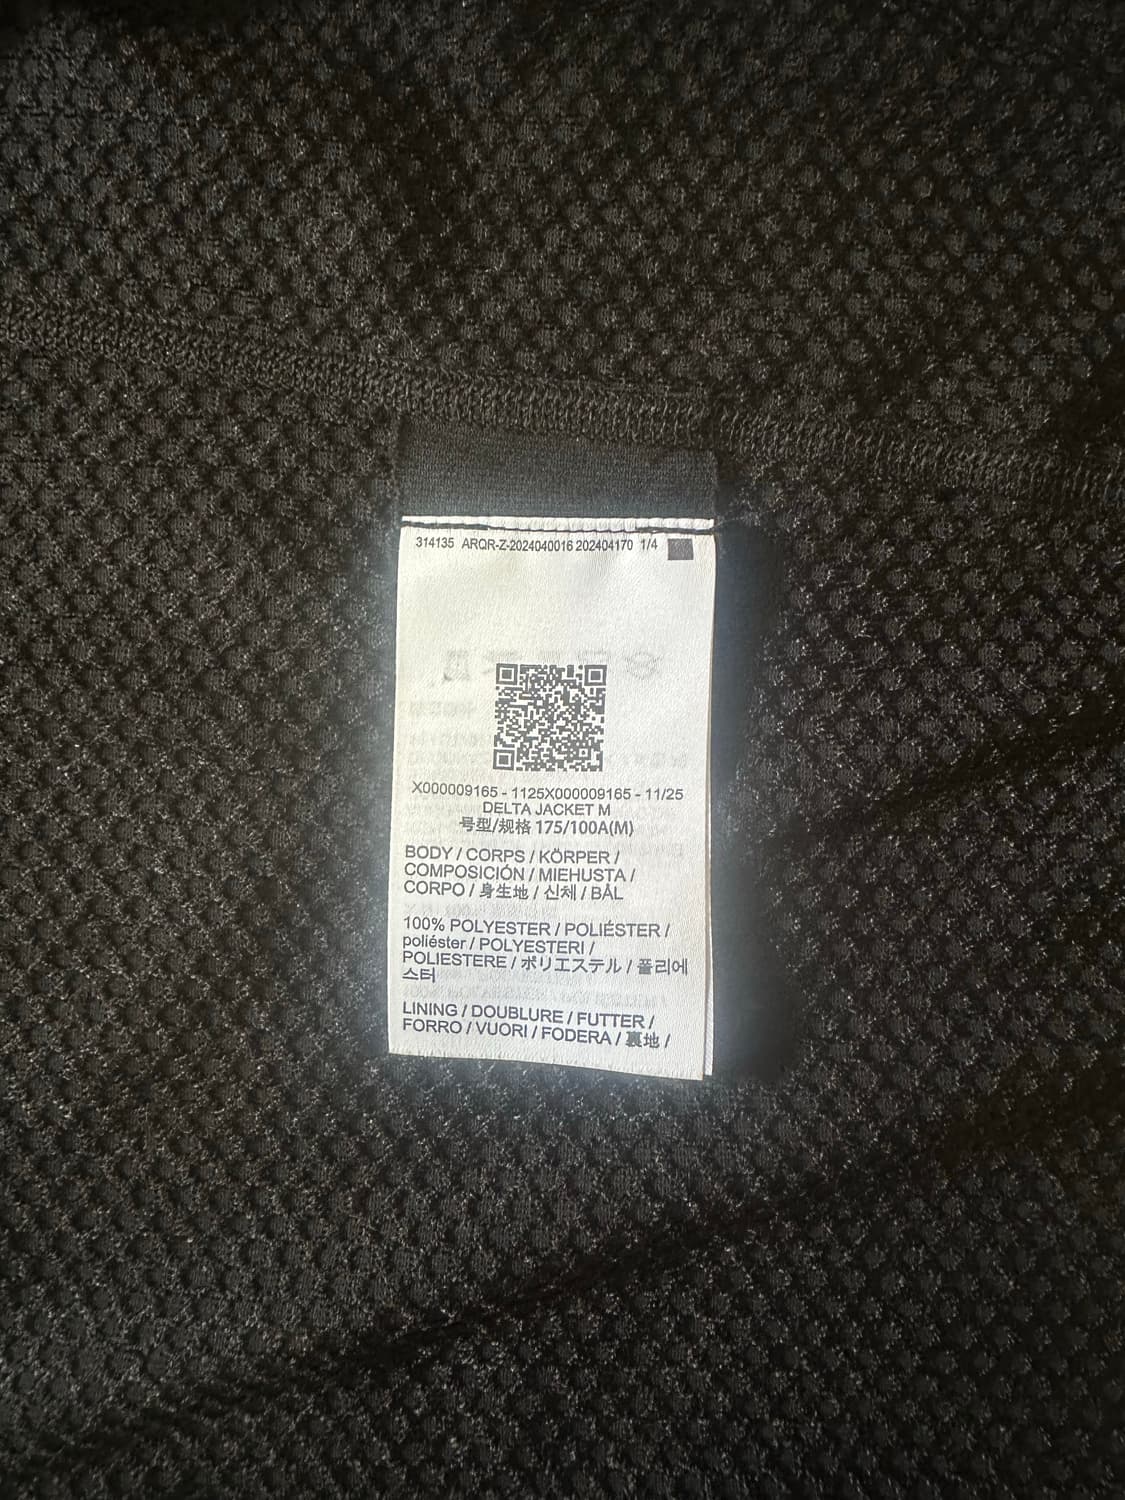 314135 ARQR-Z-2024040016 202404170 1/4
X000009165 - 1125X000009165 - 11/25
DELTA JACKET M
号型/规格 175/100A(M)
BODY / CORPS / KÖRPER /
COMPOSICIÓN / MIEHUSTA /
CORPO / 身生地 / 신체 / BÅL
100% POLYESTER / POLIÉSTER /
poliéster / POLYESTERI /
POLIESTERE / ポリエステル / 폴리에
스터
LINING / DOUBLURE / FUTTER /
FORRO / VUORI / FODERA / 裏地 /